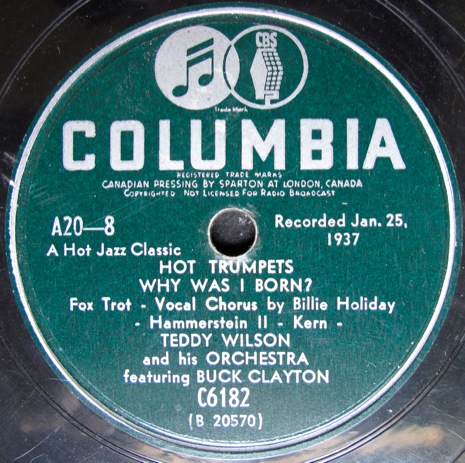 CBS
Trade Mark
COLUMBIA
REGISTERED TRADE MARKS
CANADIAN PRESSING BY SPARTON AT LONDON, CANADA
COPYRIGHTED NOT LICENSED FOR RADIO BROADCAST
A20—8
Recorded Jan. 25,
1937
A Hot Jazz Classic
HOT TRUMPETS
WHY WAS I BORN?
Fox Trot - Vocal Chorus by Billie Holiday
- Hammerstein II - Kern -
TEDDY WILSON
and his ORCHESTRA
featuring BUCK CLAYTON
C6182
(B 20570)